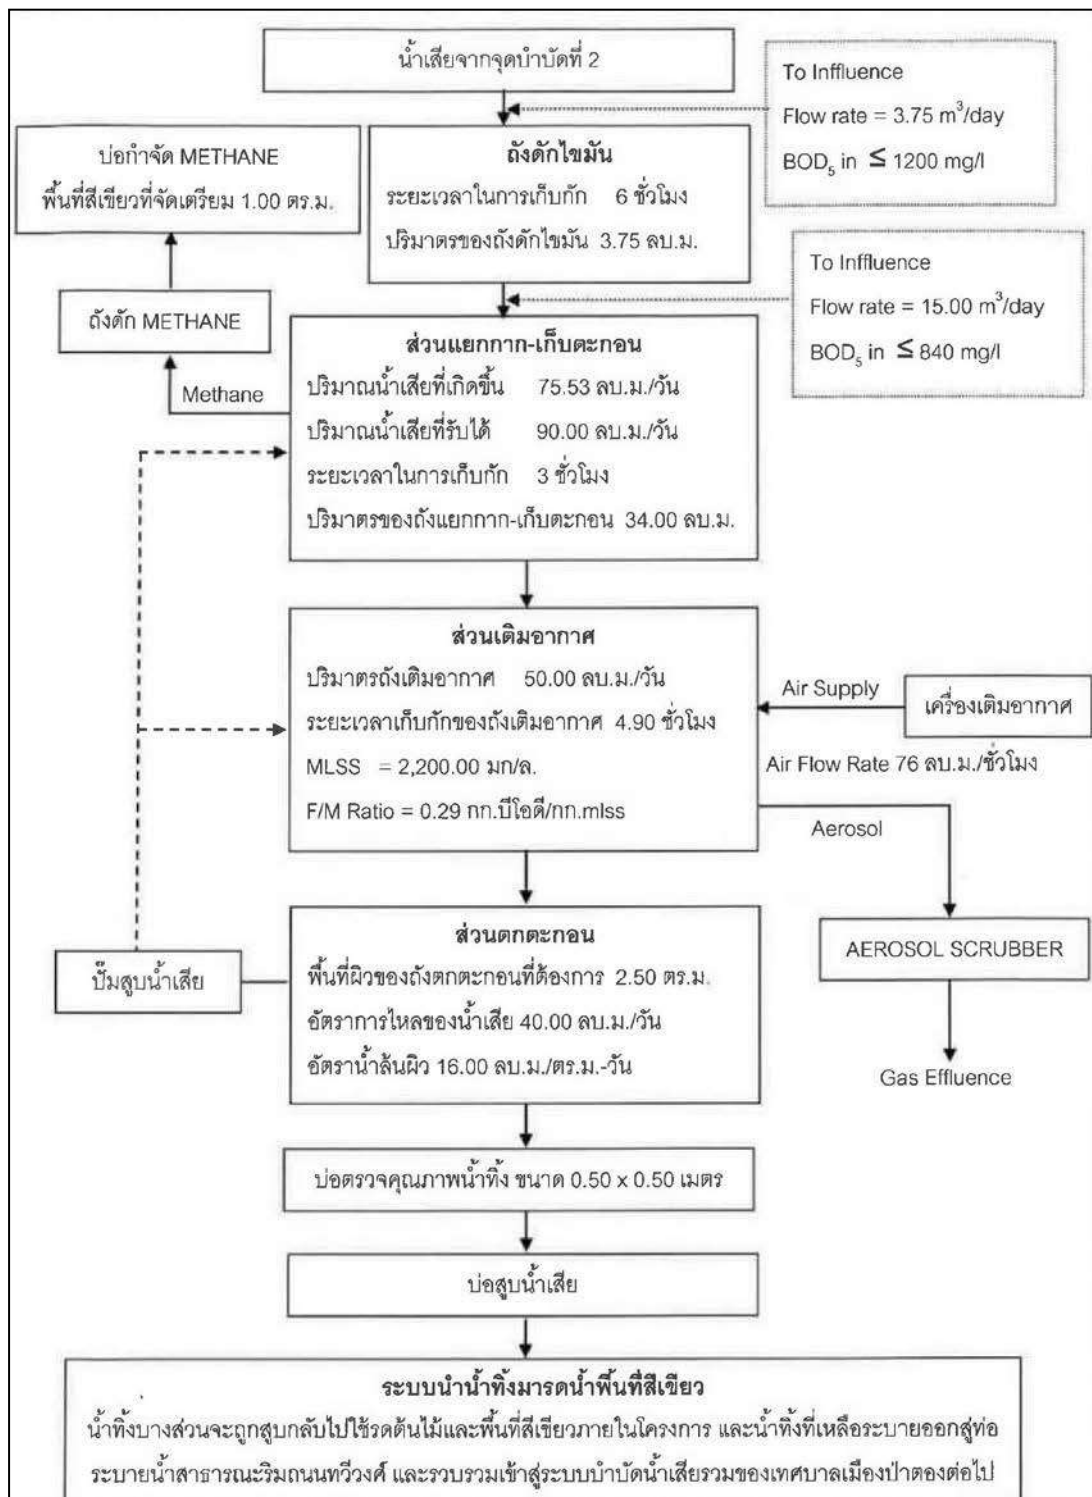 น้ำเสียจากจุดบำบัดที่ 2
To Inffluence
Flow rate = 3.75 m³/day
BOD₅ in ≤ 1200 mg/l
บ่อกำจัด METHANE
พื้นที่สีเขียวที่จัดเตรียม 1.00 ตร.ม.
ถังดักไขมัน
ระยะเวลาในการเก็บกัก 6 ชั่วโมง
ปริมาตรของถังดักไขมัน 3.75 ลบ.ม.
To Inffluence
Flow rate = 15.00 m³/day
BOD₅ in ≤ 840 mg/l
ถังดัก METHANE
Methane
ส่วนแยกกาก-เก็บตะกอน
ปริมาณน้ำเสียที่เกิดขึ้น 75.53 ลบ.ม./วัน
ปริมาณน้ำเสียที่รับได้ 90.00 ลบ.ม./วัน
ระยะเวลาในการเก็บกัก 3 ชั่วโมง
ปริมาตรของถังแยกกาก-เก็บตะกอน 34.00 ลบ.ม.
ส่วนเติมอากาศ
ปริมาตรถังเติมอากาศ 50.00 ลบ.ม./วัน
ระยะเวลาเก็บกักของถังเติมอากาศ 4.90 ชั่วโมง
MLSS = 2,200.00 มก/ล.
F/M Ratio = 0.29 กก.บีโอดี/กก.mlss
Air Supply
เครื่องเติมอากาศ
Air Flow Rate 76 ลบ.ม./ชั่วโมง
Aerosol
AEROSOL SCRUBBER
Gas Effluence
ปั๊มสูบน้ำเสีย
ส่วนตกตะกอน
พื้นที่ผิวของถังตกตะกอนที่ต้องการ 2.50 ตร.ม.
อัตราการไหลของน้ำเสีย 40.00 ลบ.ม./วัน
อัตราน้ำล้นผิว 16.00 ลบ.ม./ตร.ม.-วัน
บ่อตรวจคุณภาพน้ำทิ้ง ขนาด 0.50 x 0.50 เมตร
บ่อสูบน้ำเสีย
ระบบนำน้ำทิ้งมารดน้ำพื้นที่สีเขียว
น้ำทิ้งบางส่วนจะถูกสูบกลับไปใช้รดต้นไม้และพื้นที่สีเขียวภายในโครงการ และน้ำทิ้งที่เหลือระบายออกสู่ท่อ
ระบายน้ำสาธารณะริมถนนทวีวงศ์ และรวบรวมเข้าสู่ระบบบำบัดน้ำเสียรวมของเทศบาลเมืองป่าตองต่อไป